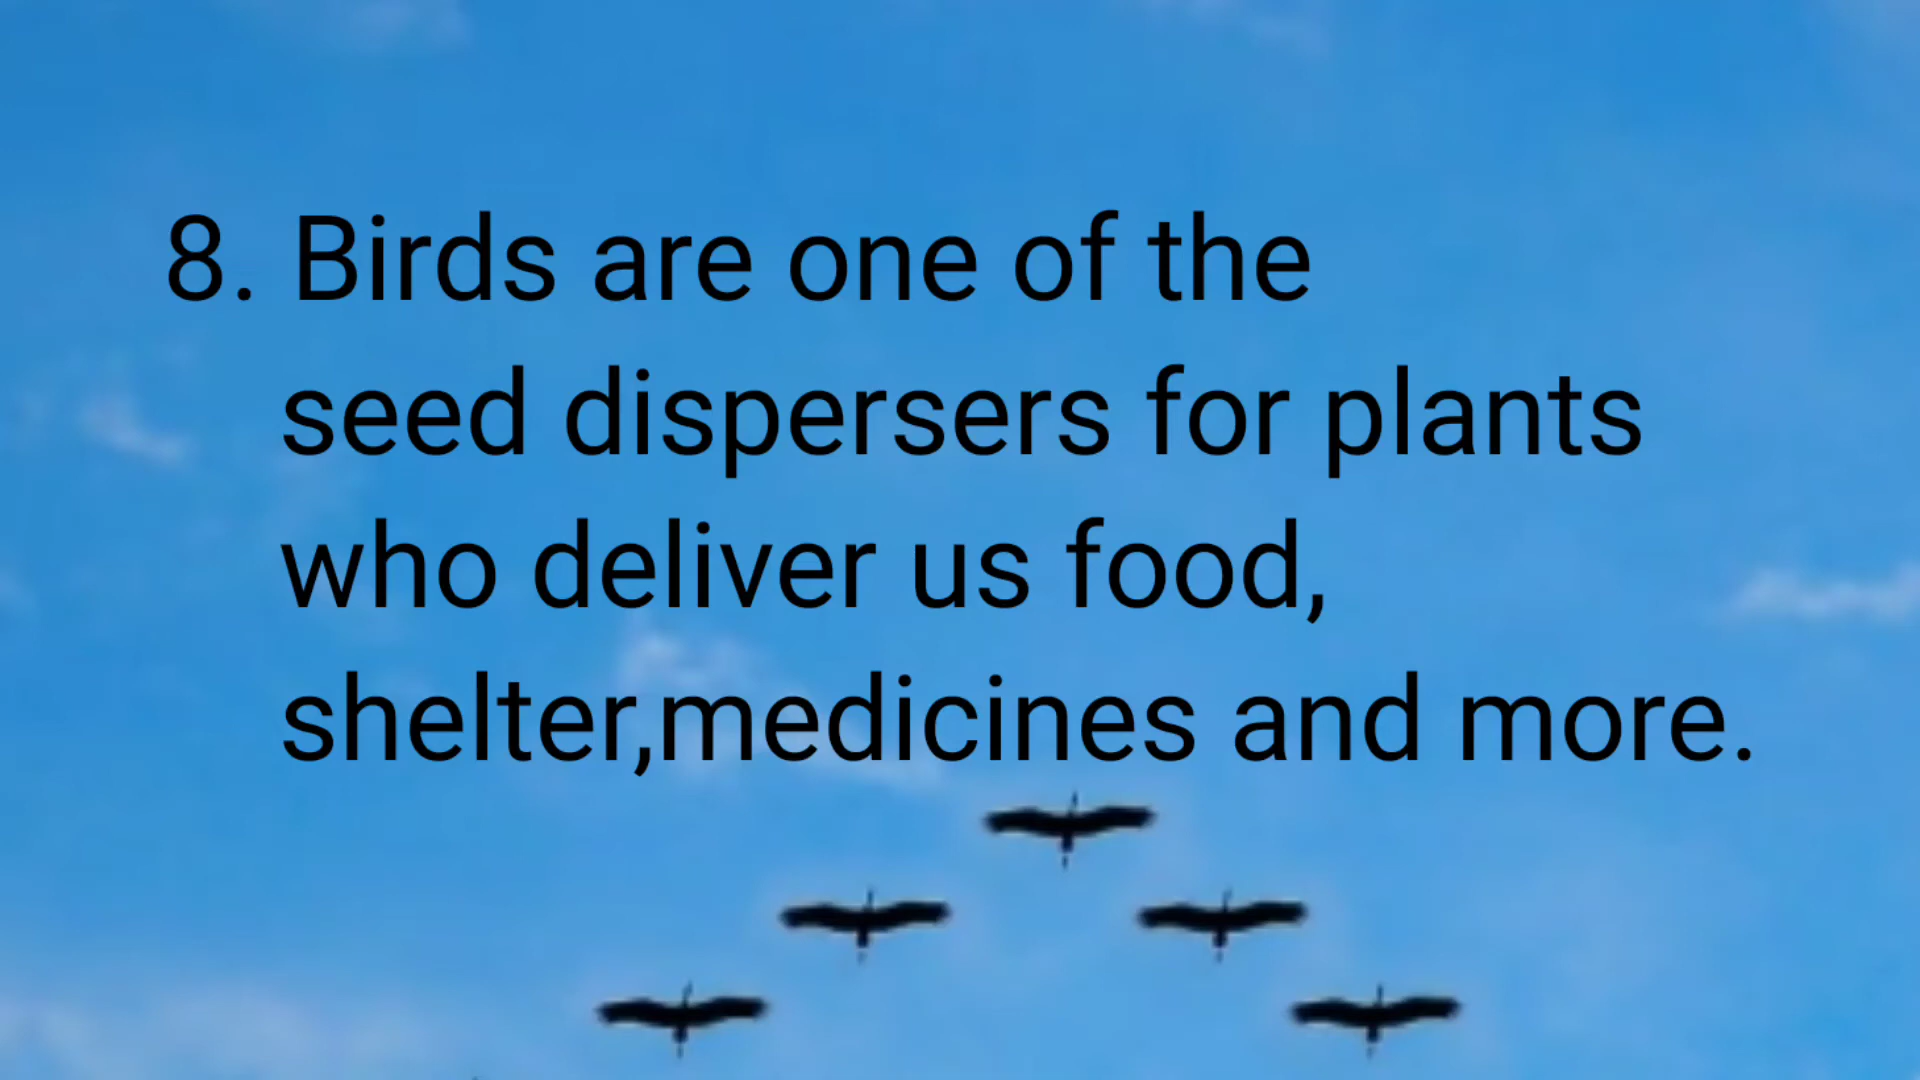 8. Birds are one of the
seed dispersers for plants
who deliver us food,
shelter,medicines and more.